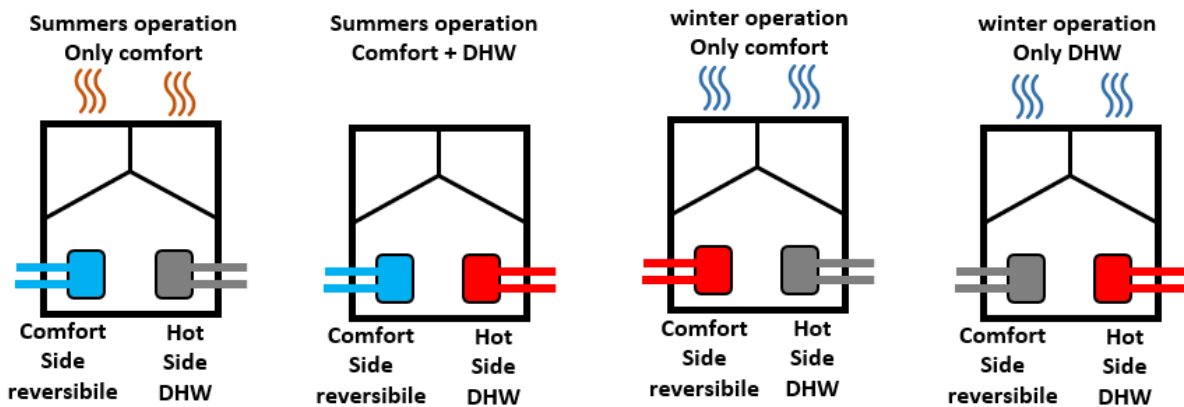 Summers operation
Only comfort
Summers operation
Comfort + DHW
winter operation
Only comfort
winter operation
Only DHW
Comfort
Side
reversibile
Hot
Side
DHW
Comfort
Side
reversibile
Hot
Side
DHW
Comfort
Side
reversibile
Hot
Side
DHW
Comfort
Side
reversibile
Hot
Side
DHW